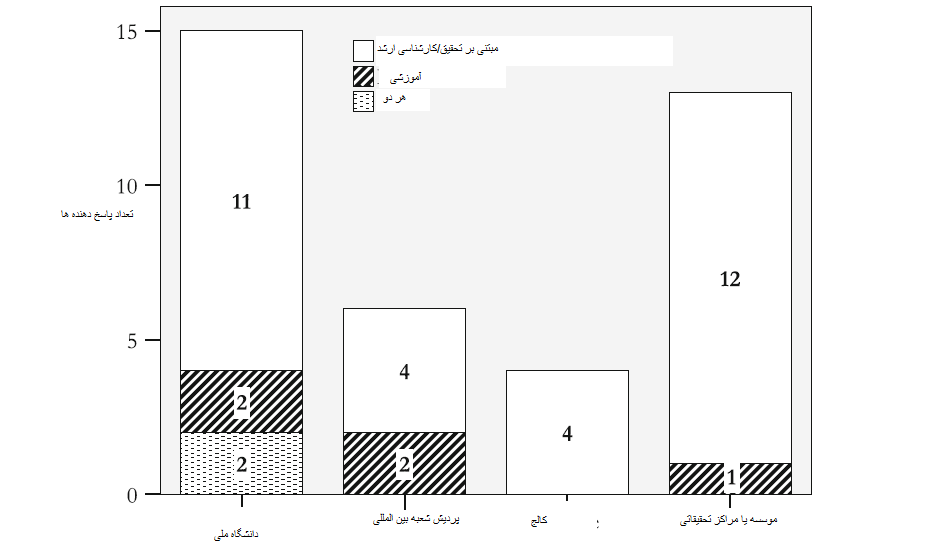 15
مبتنی بر تحقیق/کارشناسی ارشد
آموزشی
هر دو
10
11
تعداد پاسخ دهنده ها
12
5
4
4
2
2
2
1
0
دانشگاه ملی
پردیش شعبه بین المللی
کالج
موسسه یا مراکز تحقیقاتی